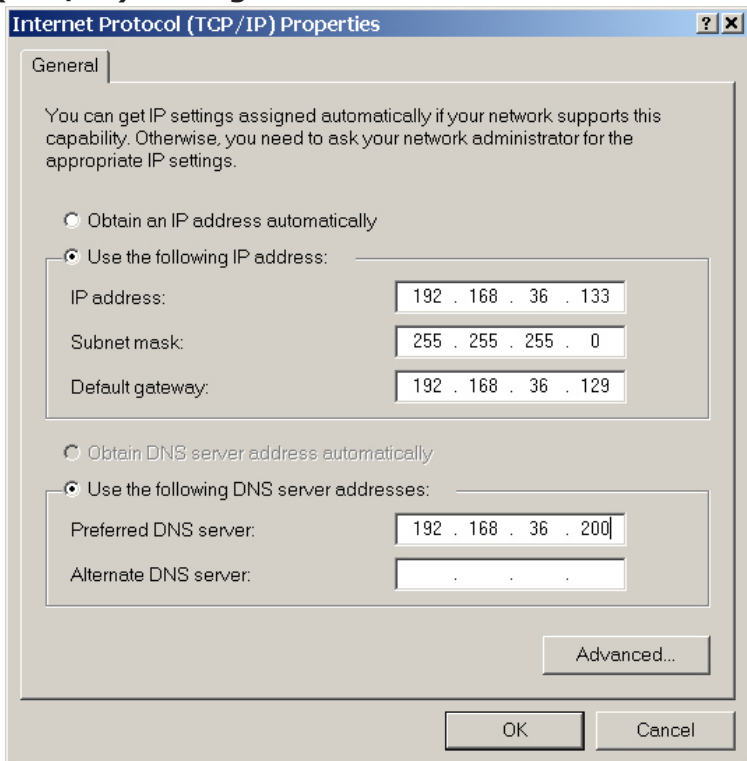 Internet Protocol (TCP/IP) Properties
General
You can get IP settings assigned automatically if your network supports this
capability. Otherwise, you need to ask your network administrator for the
appropriate IP settings.
Obtain an IP address automatically
Use the following IP address:
IP address: 192 . 168 . 36 . 133
Subnet mask: 255 . 255 . 255 . 0
Default gateway: 192 . 168 . 36 . 129
Obtain DNS server address automatically
Use the following DNS server addresses:
Preferred DNS server: 192 . 168 . 36 . 200
Alternate DNS server: . . .
Advanced...
OK Cancel